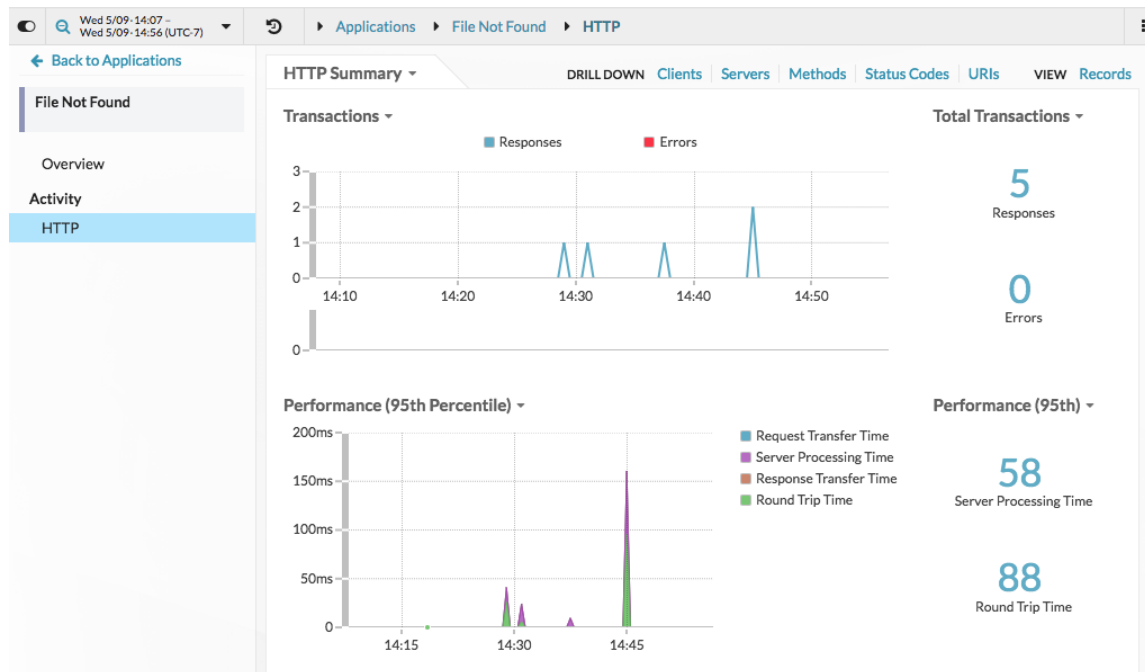 Wed 5/09-14:07 –
Wed 5/09-14:56 (UTC-7)
Applications
File Not Found
HTTP
Back to Applications
File Not Found
Overview
Activity
HTTP
HTTP Summary
DRILL DOWN Clients Servers Methods Status Codes URIs VIEW Records
Transactions
Responses Errors
3
2
1
0
14:10 14:20 14:30 14:40 14:50
0
Total Transactions
5
Responses
0
Errors
Performance (95th Percentile)
200ms
150ms
100ms
50ms
0
14:15 14:30 14:45
Request Transfer Time
Server Processing Time
Response Transfer Time
Round Trip Time
Performance (95th)
58
Server Processing Time
88
Round Trip Time